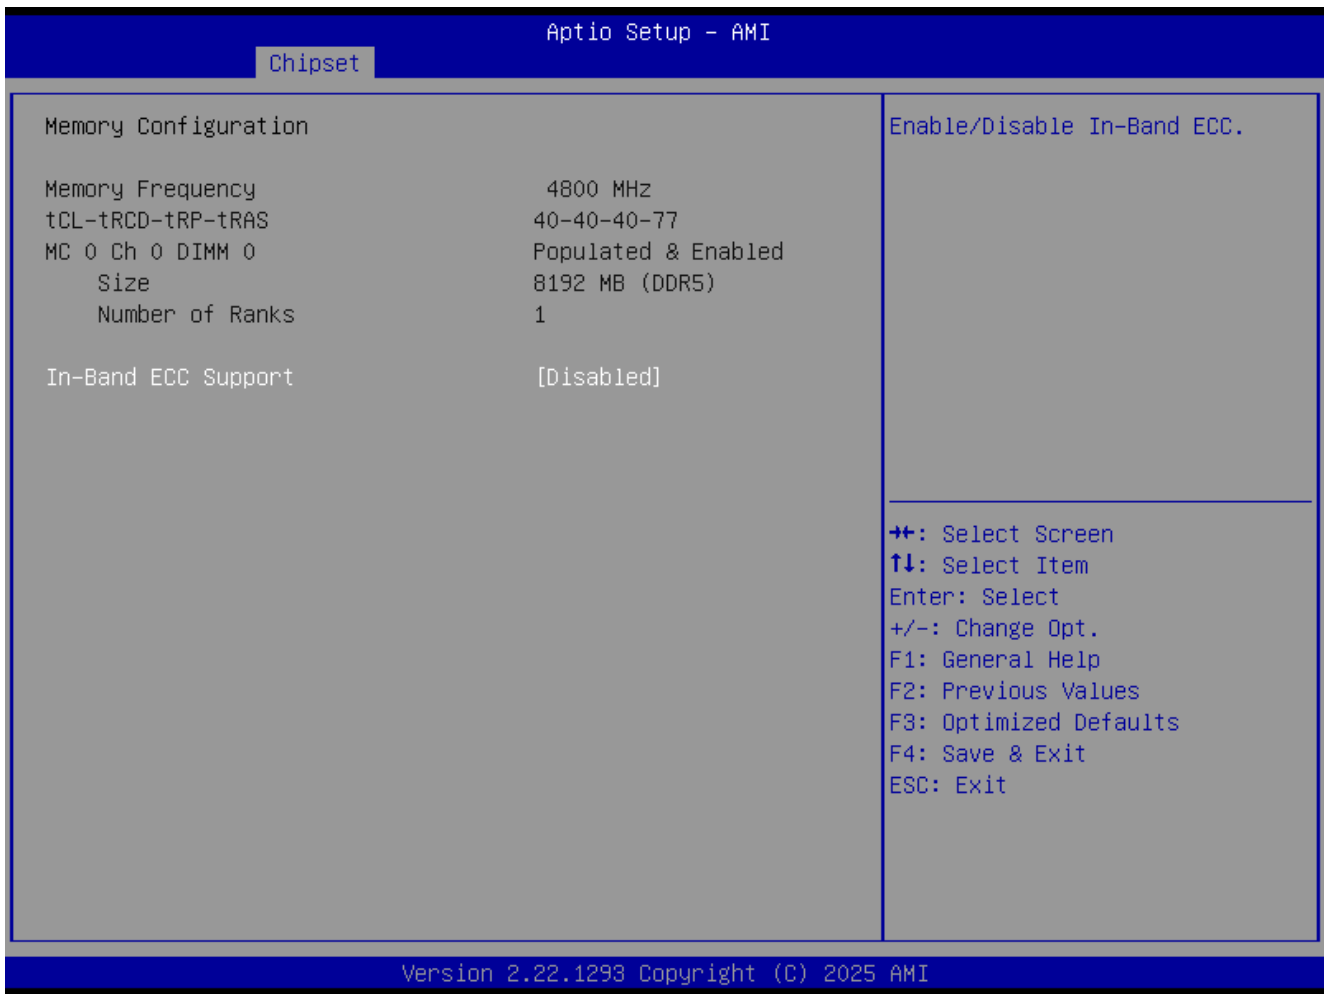 Aptio Setup – AMI
Chipset
Memory Configuration
Memory Frequency 4800 MHz
tCL-tRCD-tRP-tRAS 40-40-40-77
MC 0 Ch 0 DIMM 0 Populated & Enabled
Size 8192 MB (DDR5)
Number of Ranks 1
In-Band ECC Support [Disabled]
Enable/Disable In-Band ECC.
→←: Select Screen
↑↓: Select Item
Enter: Select
+/-: Change Opt.
F1: General Help
F2: Previous Values
F3: Optimized Defaults
F4: Save & Exit
ESC: Exit
Version 2.22.1293 Copyright (C) 2025 AMI